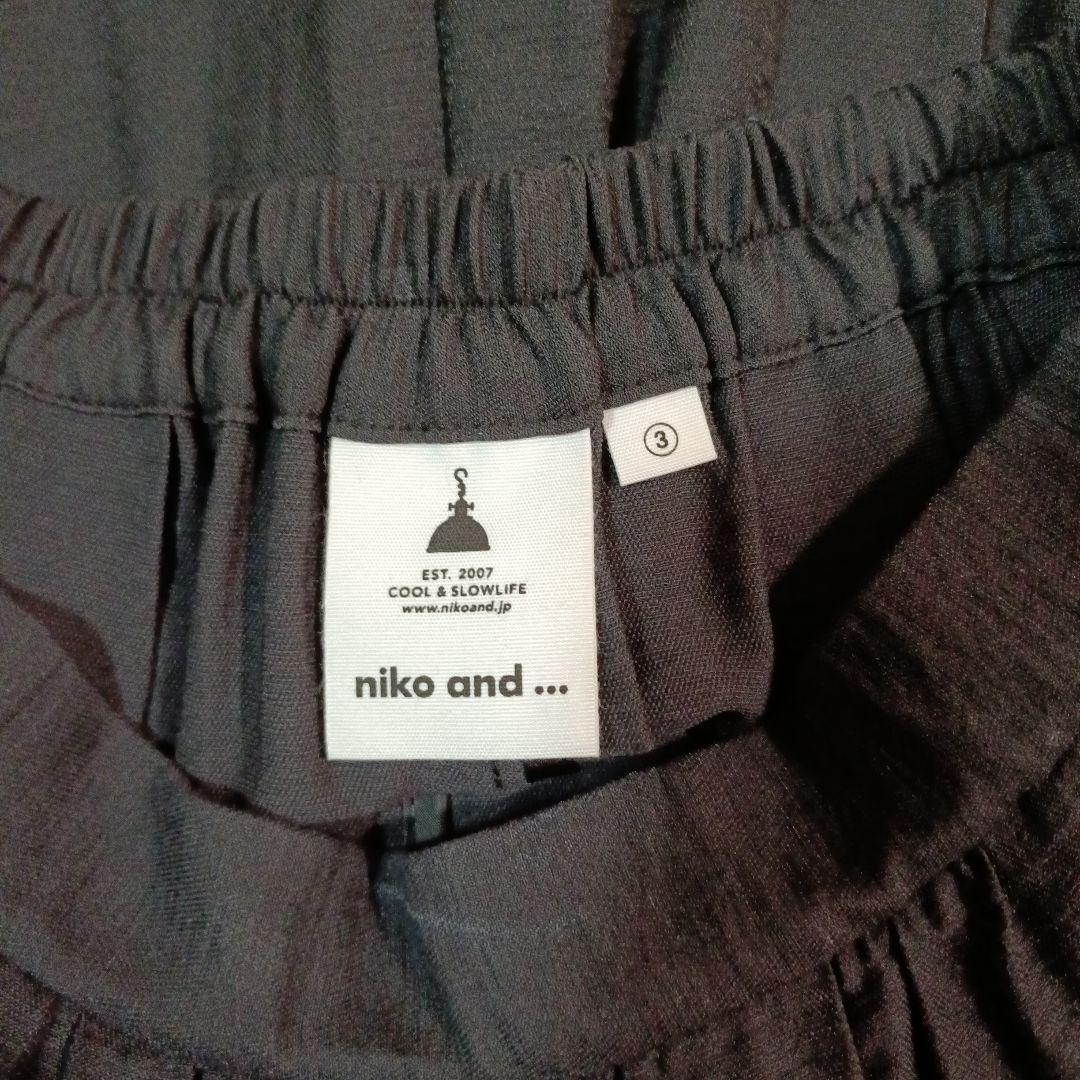 ③
EST. 2007
COOL & SLOWLIFE
www.nikoand.jp
niko and ...